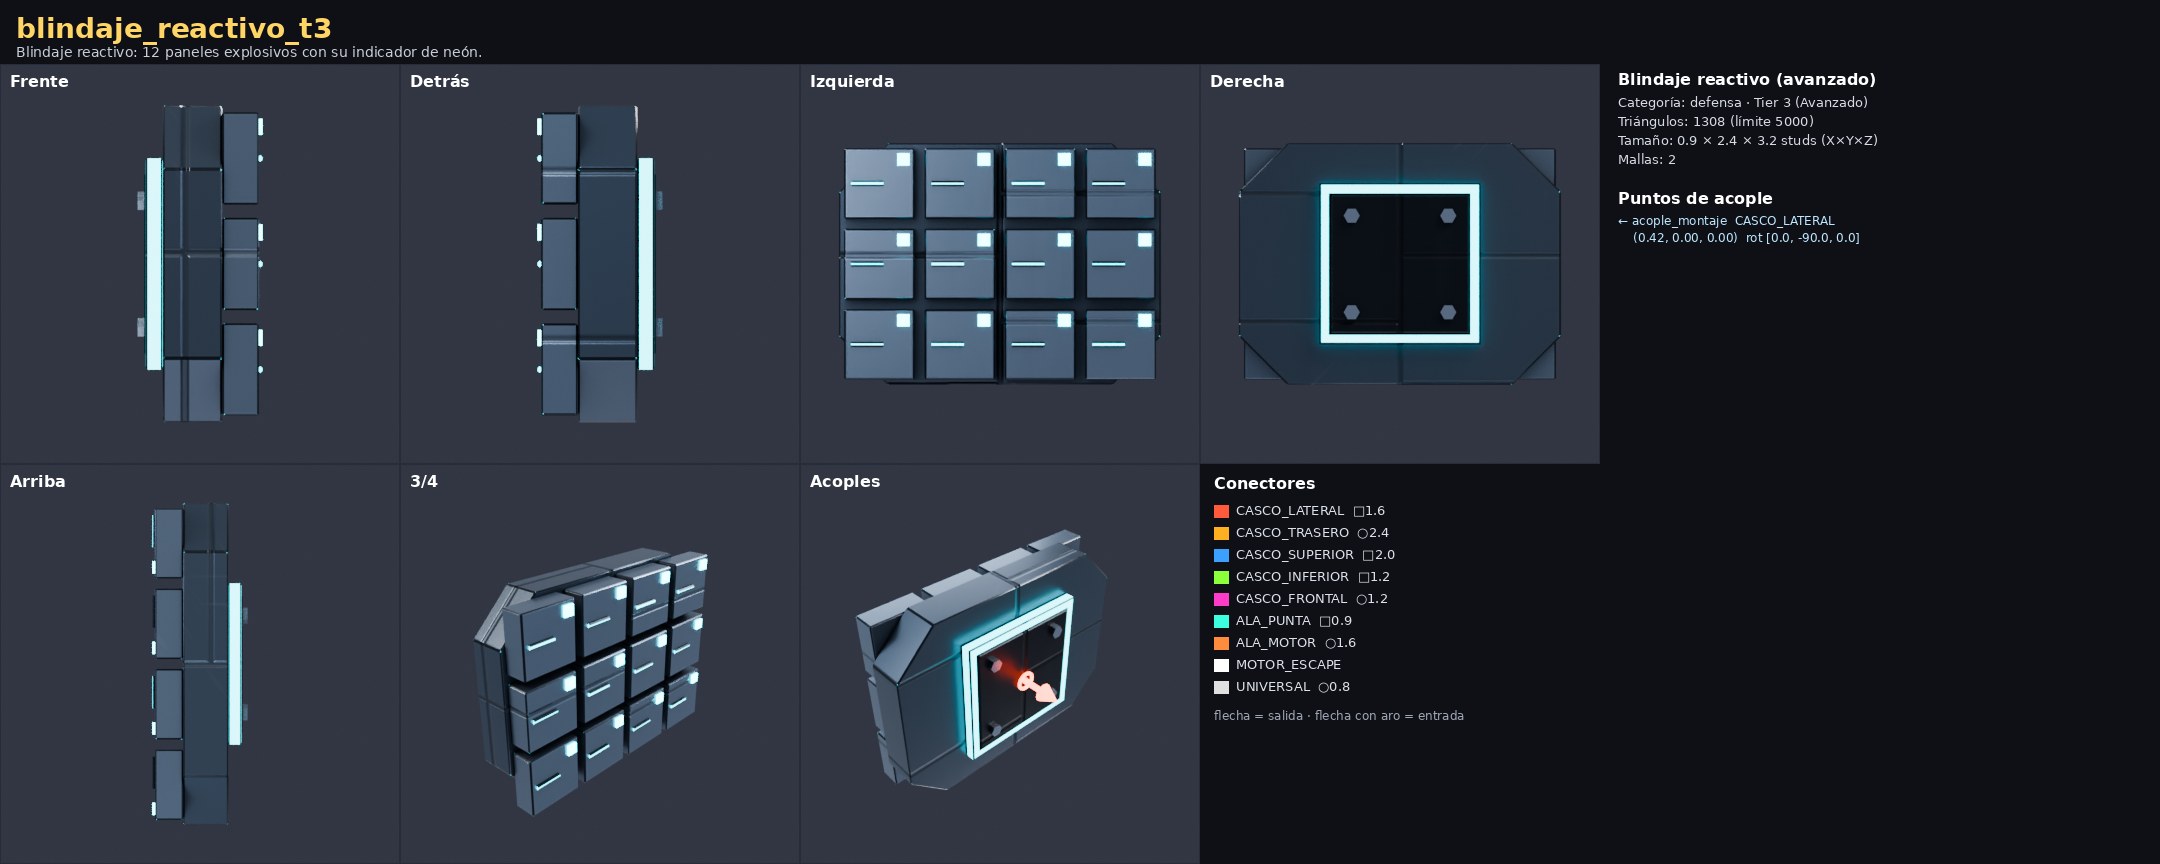 blindaje_reactivo_t3
Blindaje reactivo: 12 paneles explosivos con su indicador de neón.
Frente
Detrás
Izquierda
Derecha
Blindaje reactivo (avanzado)
Categoría: defensa · Tier 3 (Avanzado)
Triángulos: 1308 (límite 5000)
Tamaño: 0.9 × 2.4 × 3.2 studs (X×Y×Z)
Mallas: 2
Puntos de acople
← acople_montaje CASCO_LATERAL
(0.42, 0.00, 0.00) rot [0.0, -90.0, 0.0]
Arriba
3/4
Acoples
Conectores
CASCO_LATERAL □1.6
CASCO_TRASERO ○2.4
CASCO_SUPERIOR □2.0
CASCO_INFERIOR □1.2
CASCO_FRONTAL ○1.2
ALA_PUNTA □0.9
ALA_MOTOR ○1.6
MOTOR_ESCAPE
UNIVERSAL ○0.8
flecha = salida · flecha con aro = entrada